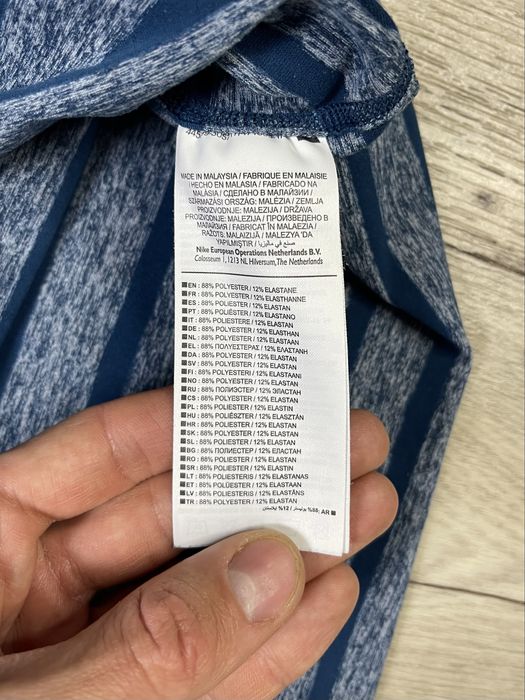 MADE IN MALAYSIA / FABRIQUE EN MALAISIE
/ HECHO EN MALASIA / FABRICADO NA
MALÁSIA / СДЕЛАНО В МАЛАЙЗИИ /
SZÁRMAZÁSI ORSZÁG: MALÉZIA / ZEMLJA
PROIZVODNJE: MALEZIJA / DRŽAVA
PROIZVODNJE: MALEZIJA / ПРОИЗВЕДЕНО В
МАЛАЙЗИЯ / FABRICAT ÎN MALAEZIA /
RAŽOTS: MALAIZIJĀ / MALEZYA 'DA
YAPILMIŞTIR / صنع في ماليزيا
Nike European Operations Netherlands B.V.
Colosseum 1, 1213 NL Hilversum, The Netherlands
EN : 88% POLYESTER / 12% ELASTANE
FR : 88% POLYESTER / 12% ELASTHANNE
ES : 88% POLIÉSTER / 12% ELASTAN
PT : 88% POLIÉSTER / 12% ELASTANO
IT : 88% POLIESTERE / 12% ELASTAN
DE : 88% POLYESTER / 12% ELASTHAN
NL : 88% POLYESTER / 12% ELASTAAN
EL : 88% ΠΟΛΥΕΣΤΕΡΑΣ / 12% ΕΛΑΣΤΑΝΗ
DA : 88% POLYESTER / 12% ELASTAN
SV : 88% POLYESTER / 12% ELASTAN
FI : 88% POLYESTERI / 12% ELASTAANI
NO : 88% POLYESTER / 12% ELASTAN
RU : 88% ПОЛИЭСТЕР / 12% ЭЛАСТАН
CS : 88% POLYESTER / 12% ELASTAN
PL : 88% POLIESTER / 12% ELASTIN
HU : 88% POLIÉSZTER / 12% ELASZTÁN
HR : 88% POLIESTER / 12% ELASTAN
SK : 88% POLYESTER / 12% ELASTAN
SL : 88% POLIESTER / 12% ELASTAN
BG : 88% ПОЛИЕСТЕР / 12% ЕЛАСТАН
RO : 88% POLIESTER / 12% ELASTAN
SR : 88% POLIESTER / 12% ELASTIN
LT : 88% POLIESTERIS / 12% ELASTANAS
ET : 88% POLÜESTER / 12% ELASTAAN
LV : 88% POLIESTERIS / 12% ELASTĀNS
TR : 88% POLYESTER / 12% ELASTAN
AR : 88% بوليستر / 12% إيلاستان